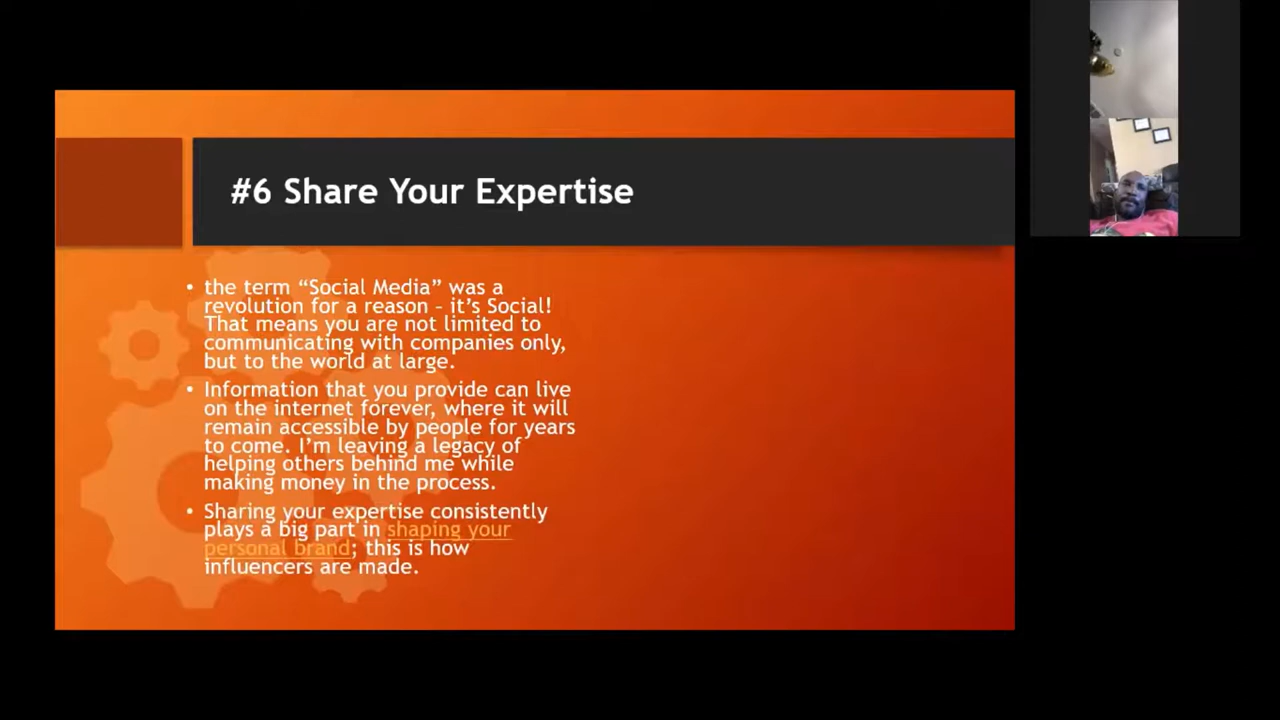 #6 Share Your Expertise
• the term “Social Media” was a
revolution for a reason – it’s Social!
That means you are not limited to
communicating with companies only,
but to the world at large.
• Information that you provide can live
on the internet forever, where it will
remain accessible by people for years
to come. I’m leaving a legacy of
helping others behind me while
making money in the process.
• Sharing your expertise consistently
plays a big part in shaping your
personal brand; this is how
influencers are made.